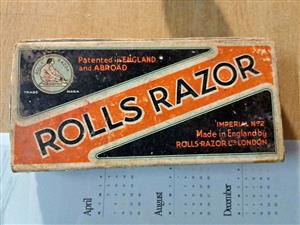 Patented in ENGLAND
and ABROAD
TRADE MARK
ROLLS RAZOR
IMPERIAL Nº2
Made in England by
ROLLS-RAZOR LTD LONDON
April
August
December